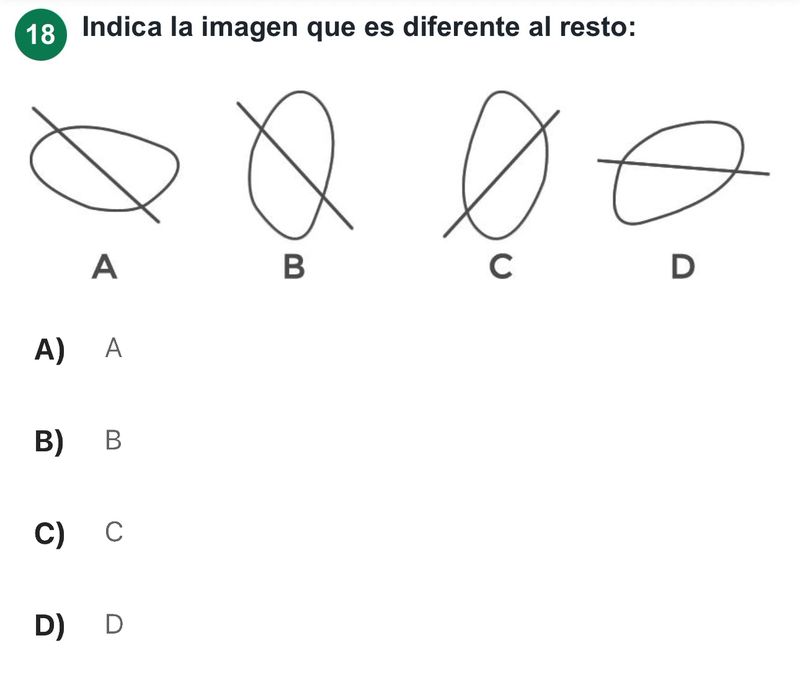 18 Indica la imagen que es diferente al resto:
A B C D
A) A
B) B
C) C
D) D